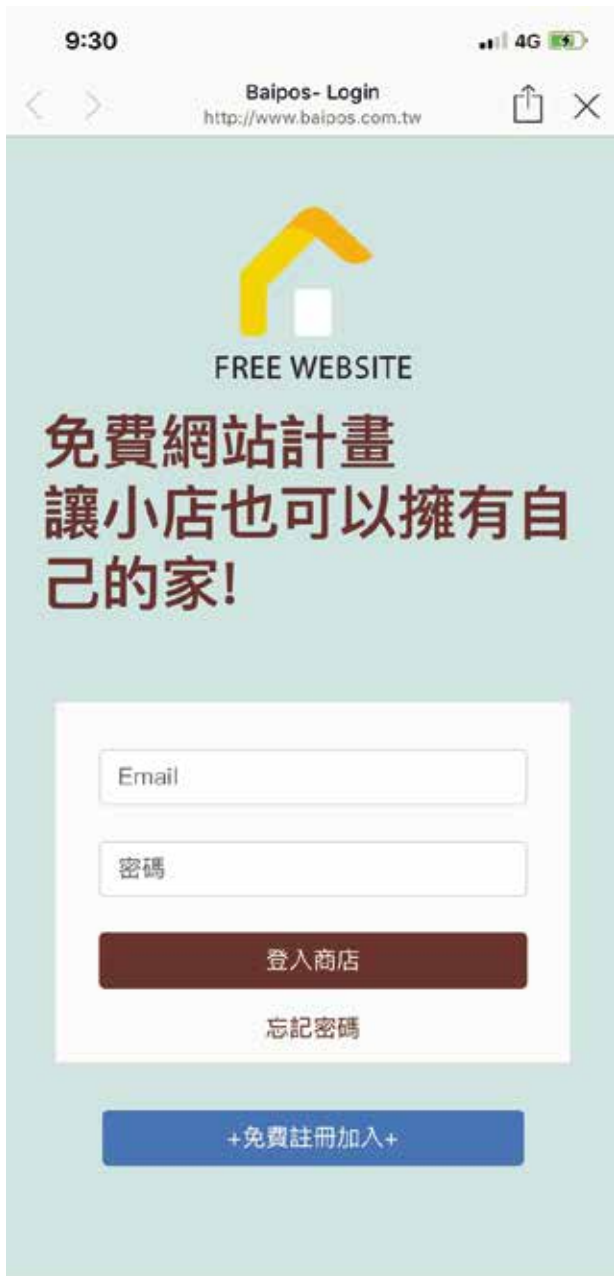 9:30
4G
Baipos- Login
http://www.baipos.com.tw
FREE WEBSITE
免費網站計畫
讓小店也可以擁有自
己的家!
Email
密碼
登入商店
忘記密碼
+免費註冊加入+